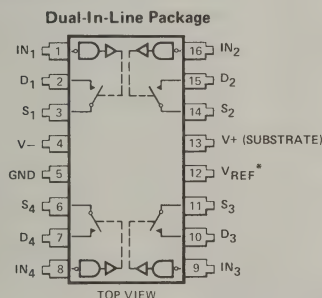 Dual-In-Line Package
IN1 1 16 IN2
D1 2 15 D2
S1 3 14 S2
V– 4 13 V+ (SUBSTRATE)
GND 5 12 VREF*
S4 6 11 S3
D4 7 10 D3
IN4 8 9 IN3
TOP VIEW